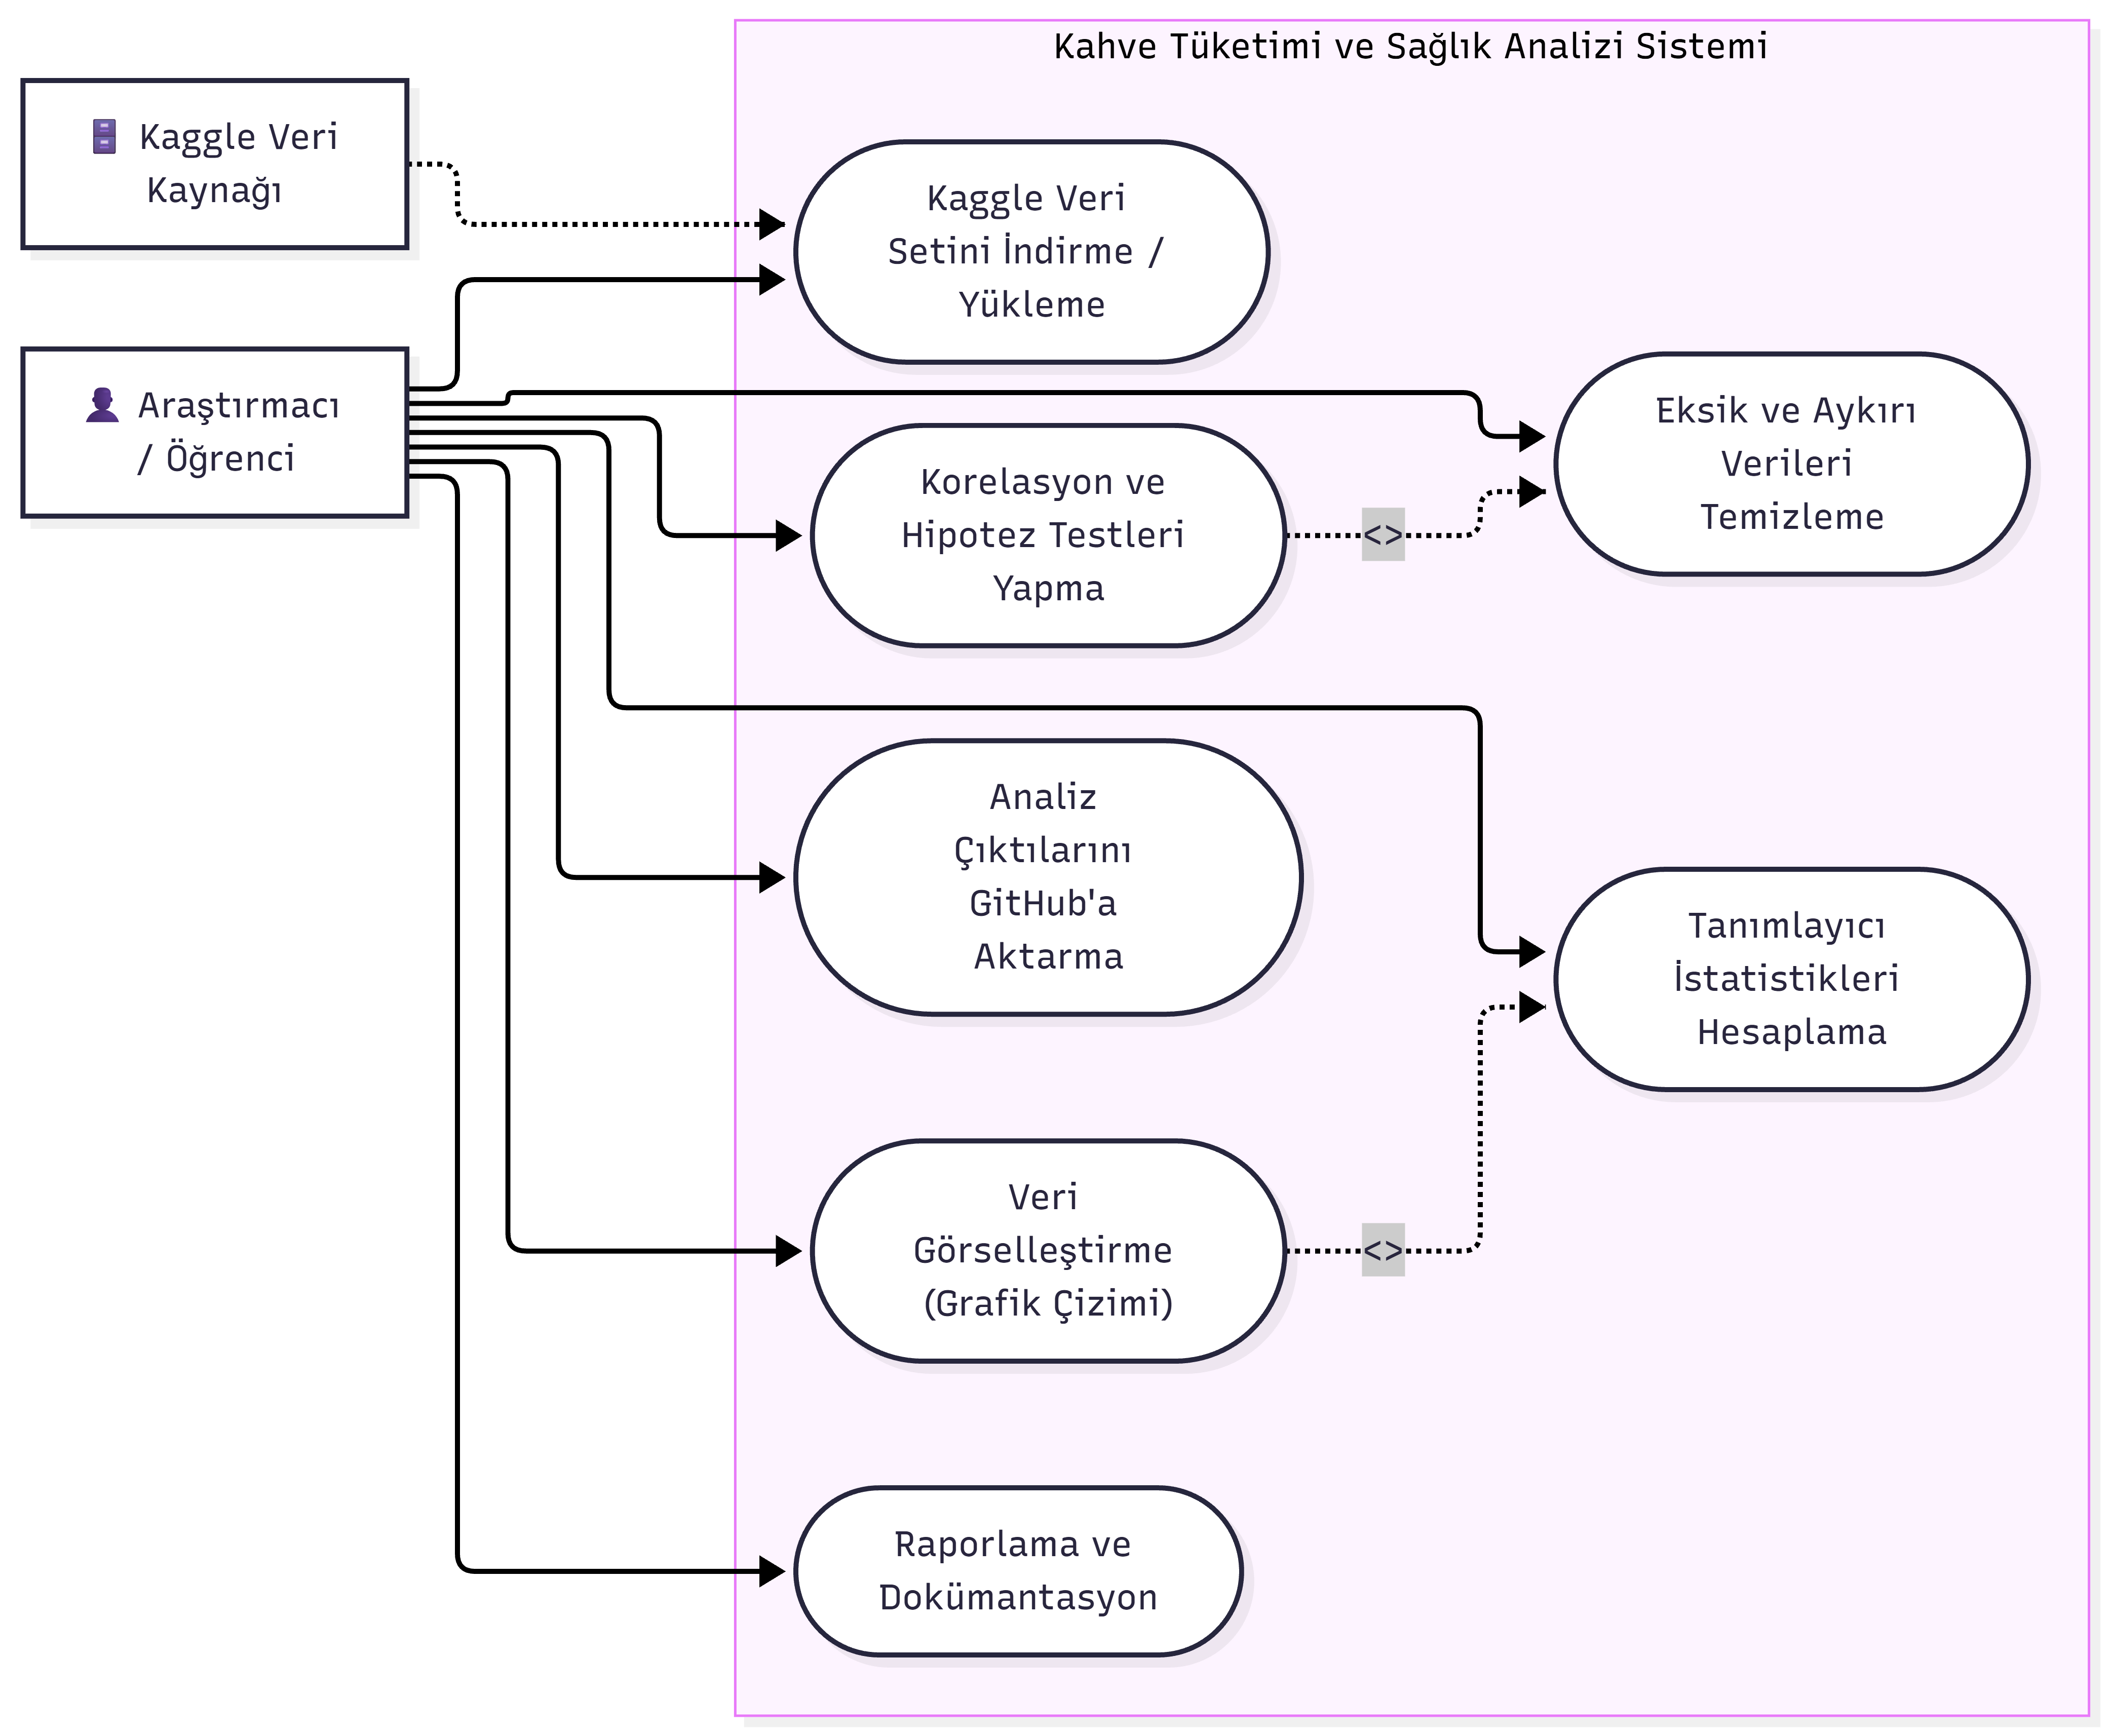 Kahve Tüketimi ve Sağlık Analizi Sistemi
Kaggle Veri
Kaynağı
Araştırmacı
/ Öğrenci
Kaggle Veri
Setini İndirme /
Yükleme
Eksik ve Aykırı
Verileri
Temizleme
Korelasyon ve
Hipotez Testleri
Yapma
<>
Analiz
Çıktılarını
GitHub'a
Aktarma
Tanımlayıcı
İstatistikleri
Hesaplama
Veri
Görselleştirme
(Grafik Çizimi)
<>
Raporlama ve
Dokümantasyon